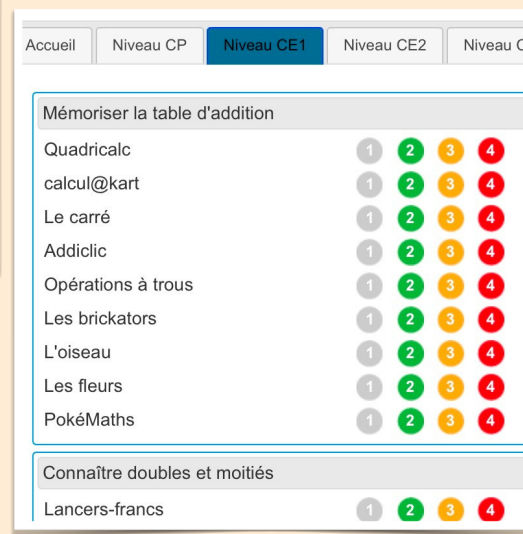 Accueil Niveau CP Niveau CE1 Niveau CE2 Niveau
Mémoriser la table d'addition
Quadricalc 1 2 3 4
calcul@kart 1 2 3 4
Le carré 1 2 3 4
Addiclic 1 2 3 4
Opérations à trous 1 2 3 4
Les brickators 1 2 3 4
L'oiseau 1 2 3 4
Les fleurs 1 2 3 4
PokéMaths 1 2 3 4
Connaître doubles et moitiés
Lancers-francs 1 2 3 4